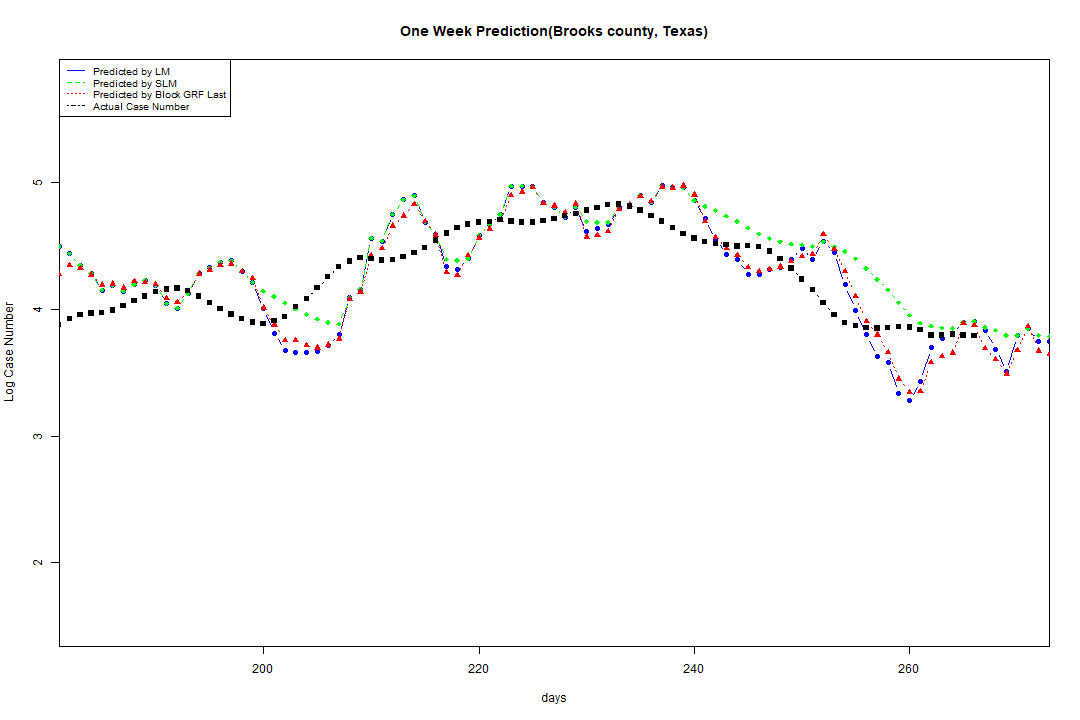 One Week Prediction(Brooks county, Texas)
Predicted by LM
Predicted by SLM
Predicted by Block GRF Last
Actual Case Number
5
4
3
2
Log Case Number
200 220 240 260
days